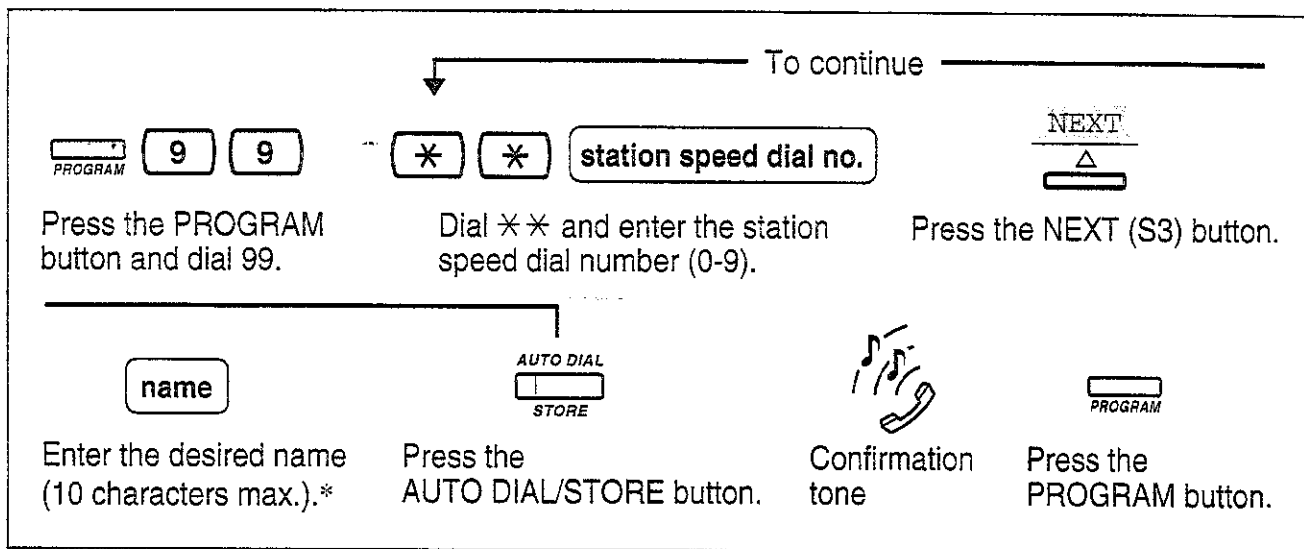 To continue
PROGRAM 9 9 ✳ ✳ station speed dial no. NEXT
Press the PROGRAM
button and dial 99.
Dial ✳✳ and enter the station
speed dial number (0-9).
Press the NEXT (S3) button.
name
AUTO DIAL
STORE
PROGRAM
Enter the desired name
(10 characters max.).*
Press the
AUTO DIAL/STORE button.
Confirmation
tone
Press the
PROGRAM button.